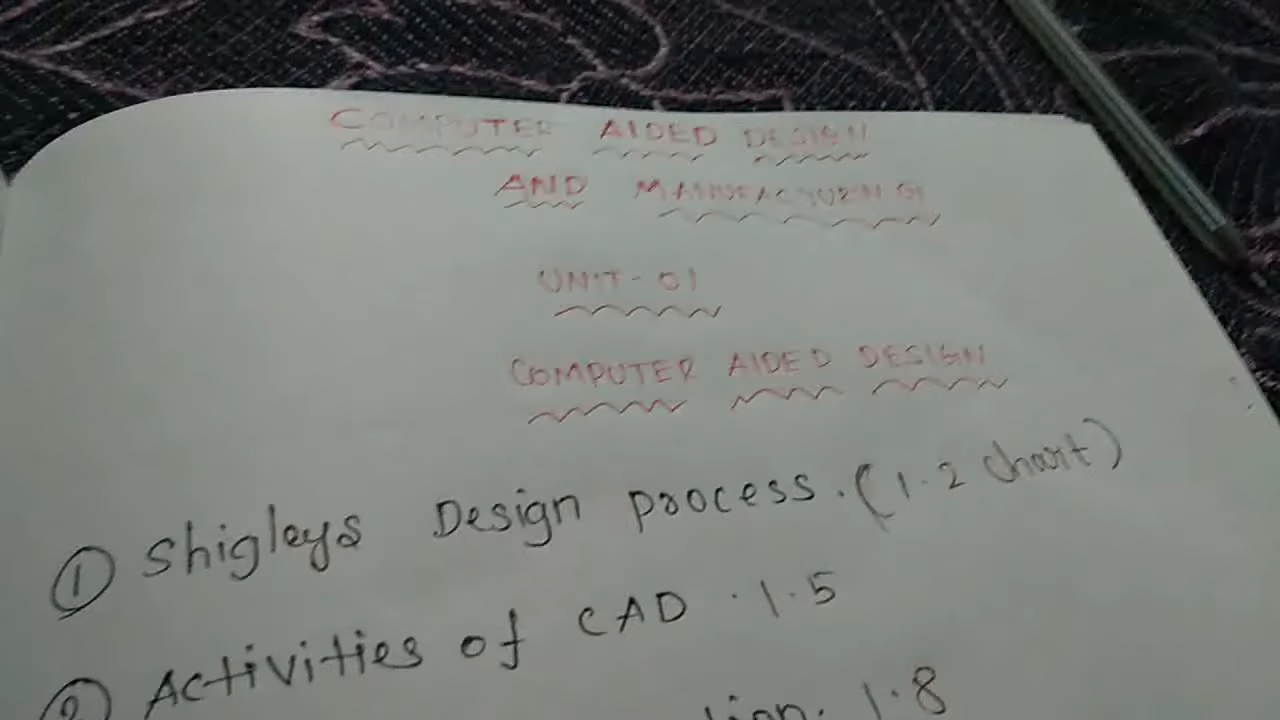 COMPUTER AIDED DESIGN
AND MANUFACTURING
UNIT-01
COMPUTER AIDED DESIGN
① Shigleys Design process. (1.2 chart)
② Activities of CAD . 1.5
1.8